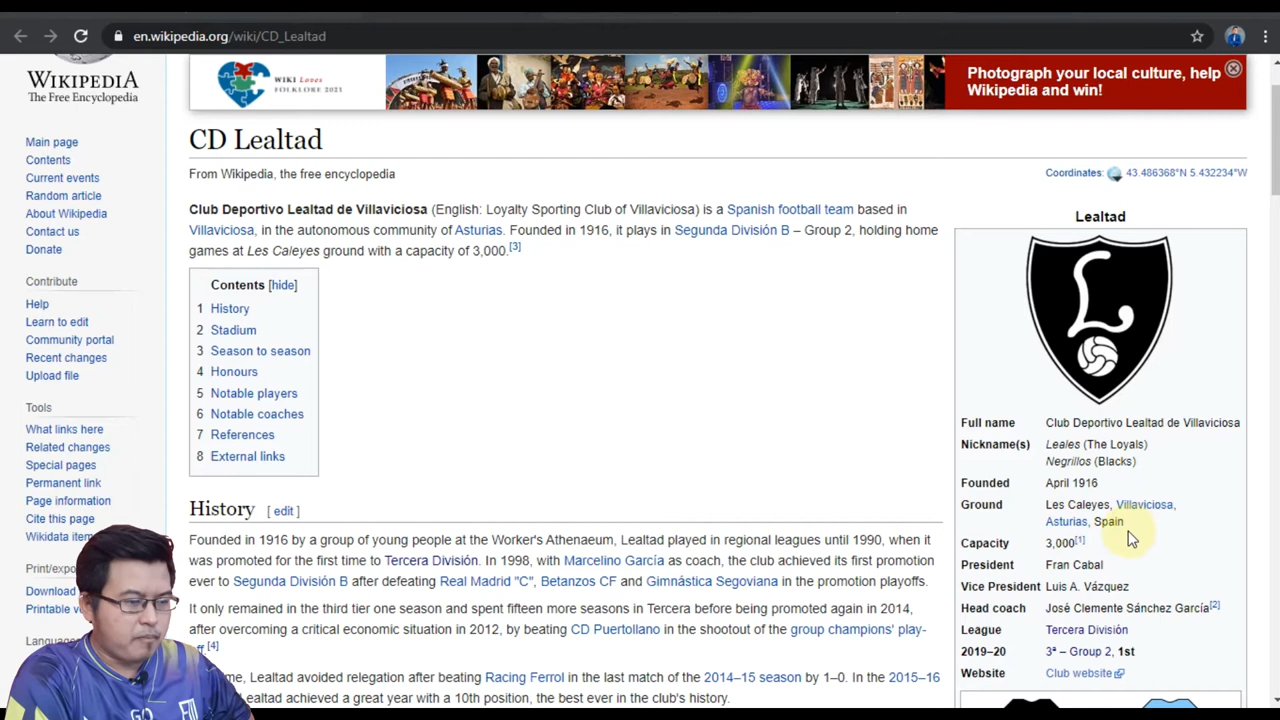 en.wikipedia.org/wiki/CD_Lealtad
WIKIPEDIA
The Free Encyclopedia
Main page
Contents
Current events
Random article
About Wikipedia
Contact us
Donate
Contribute
Help
Learn to edit
Community portal
Recent changes
Upload file
Tools
What links here
Related changes
Special pages
Permanent link
Page information
Cite this page
Wikidata item
Print/expo
Download
Printable v
Languag
WIKI Loves
FOLKLORE 2021
Photograph your local culture, help
Wikipedia and win!
CD Lealtad
From Wikipedia, the free encyclopedia
Coordinates: 43.486368°N 5.432234°W
Club Deportivo Lealtad de Villaviciosa (English: Loyalty Sporting Club of Villaviciosa) is a Spanish football team based in
Villaviciosa, in the autonomous community of Asturias. Founded in 1916, it plays in Segunda División B – Group 2, holding home
games at Les Caleyes ground with a capacity of 3,000.[3]
Contents [hide]
1 History
2 Stadium
3 Season to season
4 Honours
5 Notable players
6 Notable coaches
7 References
8 External links
History [ edit ]
Founded in 1916 by a group of young people at the Worker's Athenaeum, Lealtad played in regional leagues until 1990, when it
was promoted for the first time to Tercera División. In 1998, with Marcelino García as coach, the club achieved its first promotion
ever to Segunda División B after defeating Real Madrid "C", Betanzos CF and Gimnástica Segoviana in the promotion playoffs.
It only remained in the third tier one season and spent fifteen more seasons in Tercera before being promoted again in 2014,
after overcoming a critical economic situation in 2012, by beating CD Puertollano in the shootout of the group champions' play-
ff.[4]
me, Lealtad avoided relegation after beating Racing Ferrol in the last match of the 2014–15 season by 1–0. In the 2015–16
Lealtad achieved a great year with a 10th position, the best ever in the club's history.
Lealtad
L
Full name Club Deportivo Lealtad de Villaviciosa
Nickname(s) Leales (The Loyals)
Negrillos (Blacks)
Founded April 1916
Ground Les Caleyes, Villaviciosa,
Asturias, Spain
Capacity 3,000[1]
President Fran Cabal
Vice President Luis A. Vázquez
Head coach José Clemente Sánchez García[2]
League Tercera División
2019–20 3ª – Group 2, 1st
Website Club website
GO